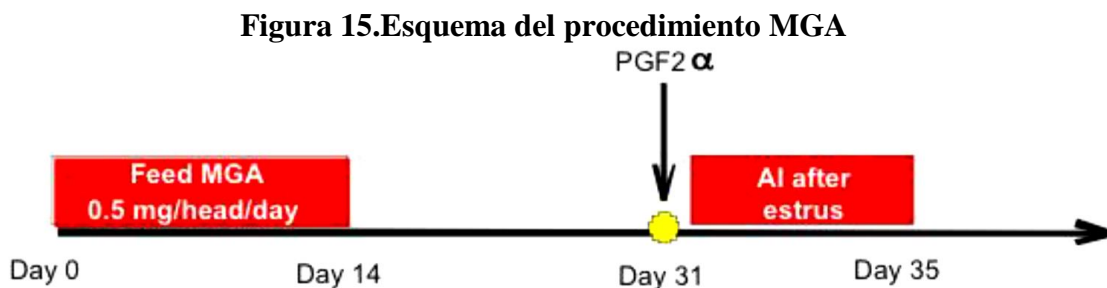 Figura 15.Esquema del procedimiento MGA
PGF2 α
Feed MGA
0.5 mg/head/day
AI after
estrus
Day 0
Day 14
Day 31
Day 35